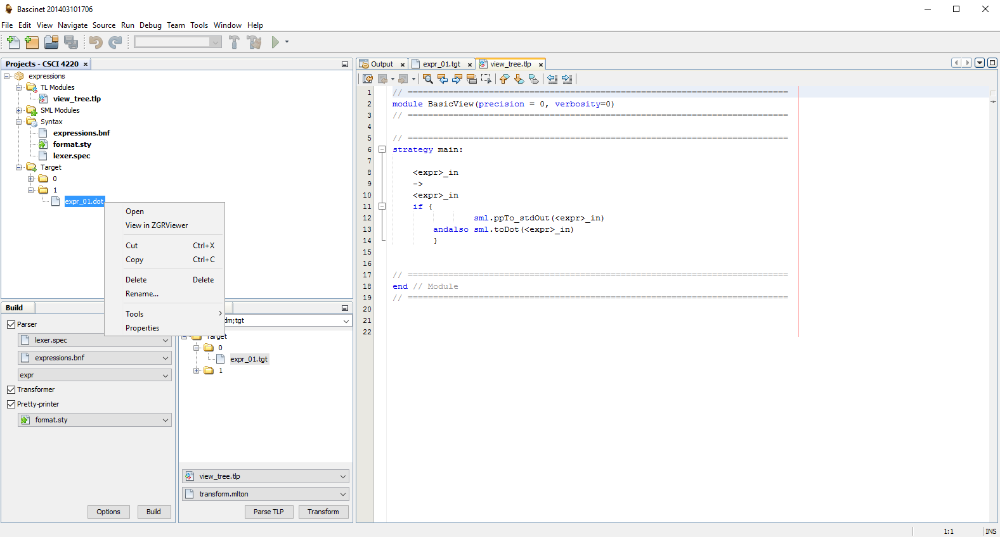 Bascinet 201403101706
File Edit View Navigate Source Run Debug Team Tools Window Help
Projects - CSCI 4220
expressions
TL Modules
view_tree.tlp
SML Modules
Syntax
expressions.bnf
format.sty
lexer.spec
Target
0
1
expr_01.dot
Open
View in ZGRViewer
Cut Ctrl+X
Copy Ctrl+C
Delete Delete
Rename...
Tools
Properties
Build
Parser
lexer.spec
expressions.bnf
expr
Transformer
Pretty-printer
format.sty
Options Build
dm;tgt
Target
0
expr_01.tgt
1
view_tree.tlp
transform.mlton
Parse TLP Transform
Output expr_01.tgt view_tree.tlp
1 // ===========================================================================
2 module BasicView(precision = 0, verbosity=0)
3 // ===========================================================================
4
5 // ===========================================================================
6 strategy main:
7
8 <expr>_in
9 ->
10 <expr>_in
11 if {
12 sml.ppTo_stdOut(<expr>_in)
13 andalso sml.toDot(<expr>_in)
14 }
15
16
17 // ===========================================================================
18 end // Module
19 // ===========================================================================
20
21
22
1:1 INS